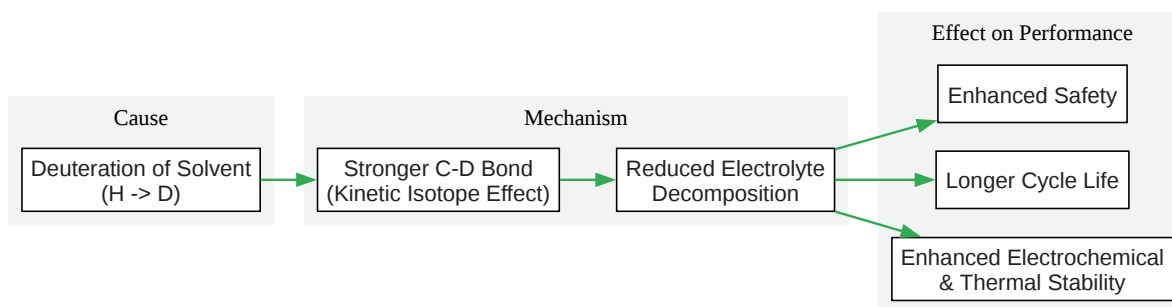 Effect on Performance
Enhanced Safety
Cause
Mechanism
Deuteration of Solvent
(H -> D)
Stronger C-D Bond
(Kinetic Isotope Effect)
Reduced Electrolyte
Decomposition
Longer Cycle Life
Enhanced Electrochemical
& Thermal Stability